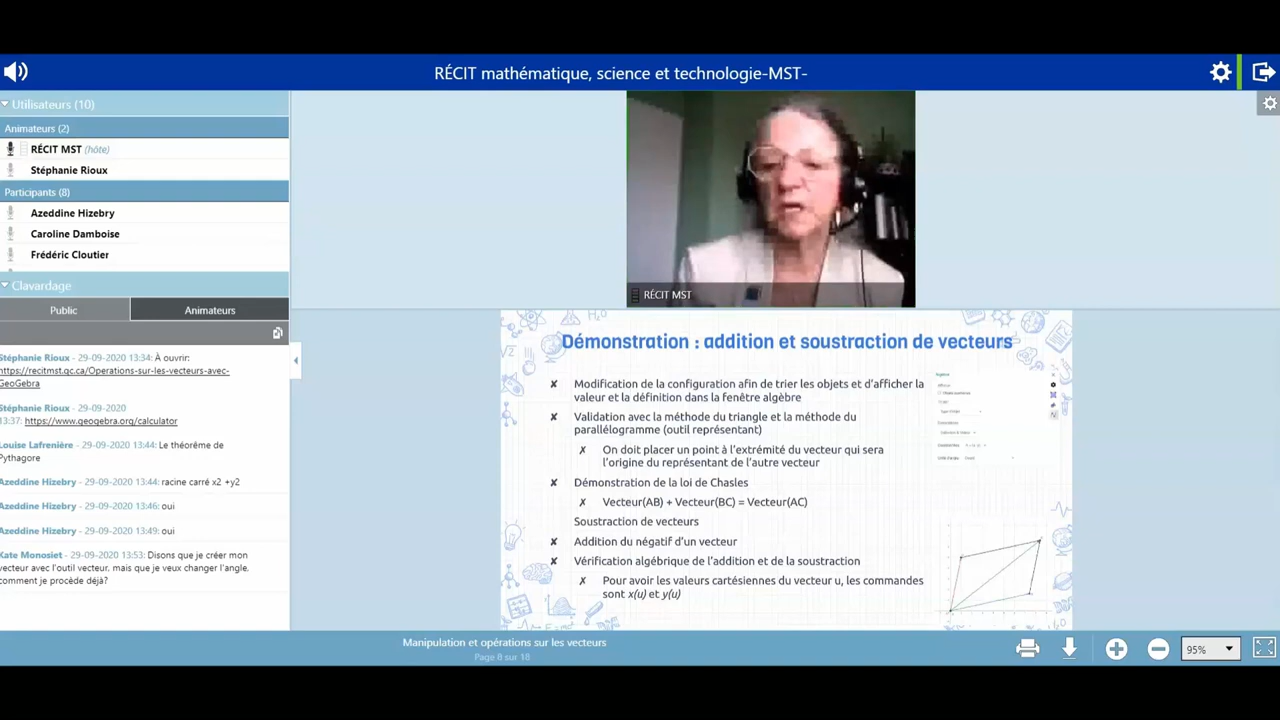 RÉCIT mathématique, science et technologie-MST-
Utilisateurs (10)
Animateurs (2)
RÉCIT MST (hôte)
Stéphanie Rioux
Participants (8)
Azeddine Hizebry
Caroline Damboise
Frédéric Cloutier
Clavardage
Public
Animateurs
Stéphanie Rioux - 29-09-2020 13:34: À ouvrir:
https://recitmst.qc.ca/Operations-sur-les-vecteurs-avec-
GeoGebra
Stéphanie Rioux - 29-09-2020
13:37: https://www.geogebra.org/calculator
Louise Lafrenière - 29-09-2020 13:44: Le théorême de
Pythagore
Azeddine Hizebry - 29-09-2020 13:44: racine carré x2 +y2
Azeddine Hizebry - 29-09-2020 13:46: oui
Azeddine Hizebry - 29-09-2020 13:49: oui
Kate Monosiet - 29-09-2020 13:53: Disons que je créer mon
vecteur avec l'outil vecteur. mais que je veux changer l'angle.
comment je procède déjà?
RÉCIT MST
Démonstration : addition et soustraction de vecteurs
✘ Modification de la configuration afin de trier les objets et d'afficher la
valeur et la définition dans la fenêtre algèbre
✘ Validation avec la méthode du triangle et la méthode du
parallélogramme (outil représentant)
✗ On doit placer un point à l'extrémité du vecteur qui sera
l'origine du représentant de l'autre vecteur
✘ Démonstration de la loi de Chasles
✗ Vecteur(AB) + Vecteur(BC) = Vecteur(AC)
Soustraction de vecteurs
✘ Addition du négatif d'un vecteur
✘ Vérification algébrique de l'addition et de la soustraction
✗ Pour avoir les valeurs cartésiennes du vecteur u, les commandes
sont x(u) et y(u)
Manipulation et opérations sur les vecteurs
Page 8 sur 18
95%